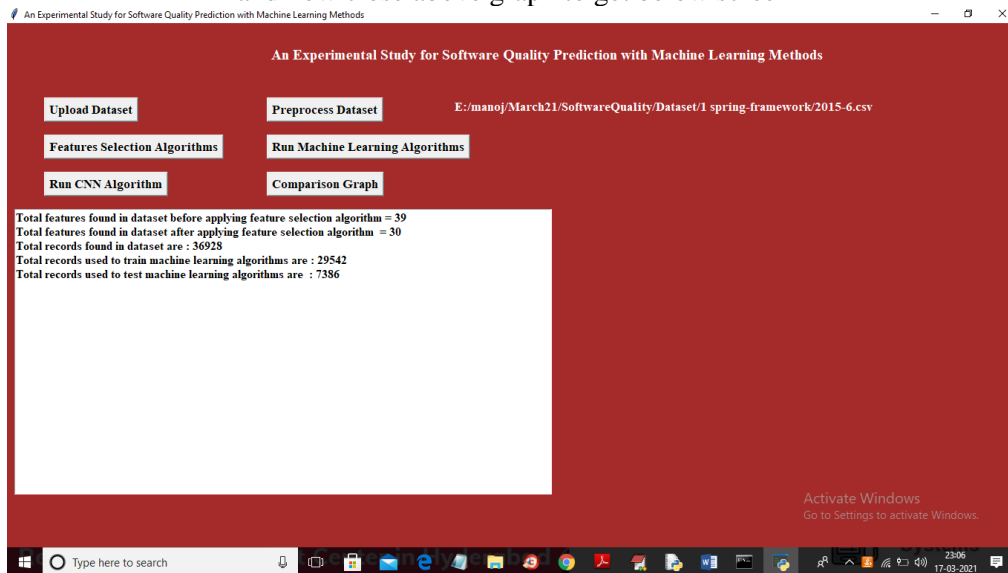 An Experimental Study for Software Quality Prediction with Machine Learning Methods
An Experimental Study for Software Quality Prediction with Machine Learning Methods
Upload Dataset
Preprocess Dataset
E:/manoj/March21/SoftwareQuality/Dataset/1 spring-framework/2015-6.csv
Features Selection Algorithms
Run Machine Learning Algorithms
Run CNN Algorithm
Comparison Graph
Total features found in dataset before applying feature selection algorithm = 39
Total features found in dataset after applying feature selection algorithm = 30
Total records found in dataset are : 36928
Total records used to train machine learning algorithms are : 29542
Total records used to test machine learning algorithms are : 7386
Activate Windows
Go to Settings to activate Windows.
Type here to search
23:06
17-03-2021